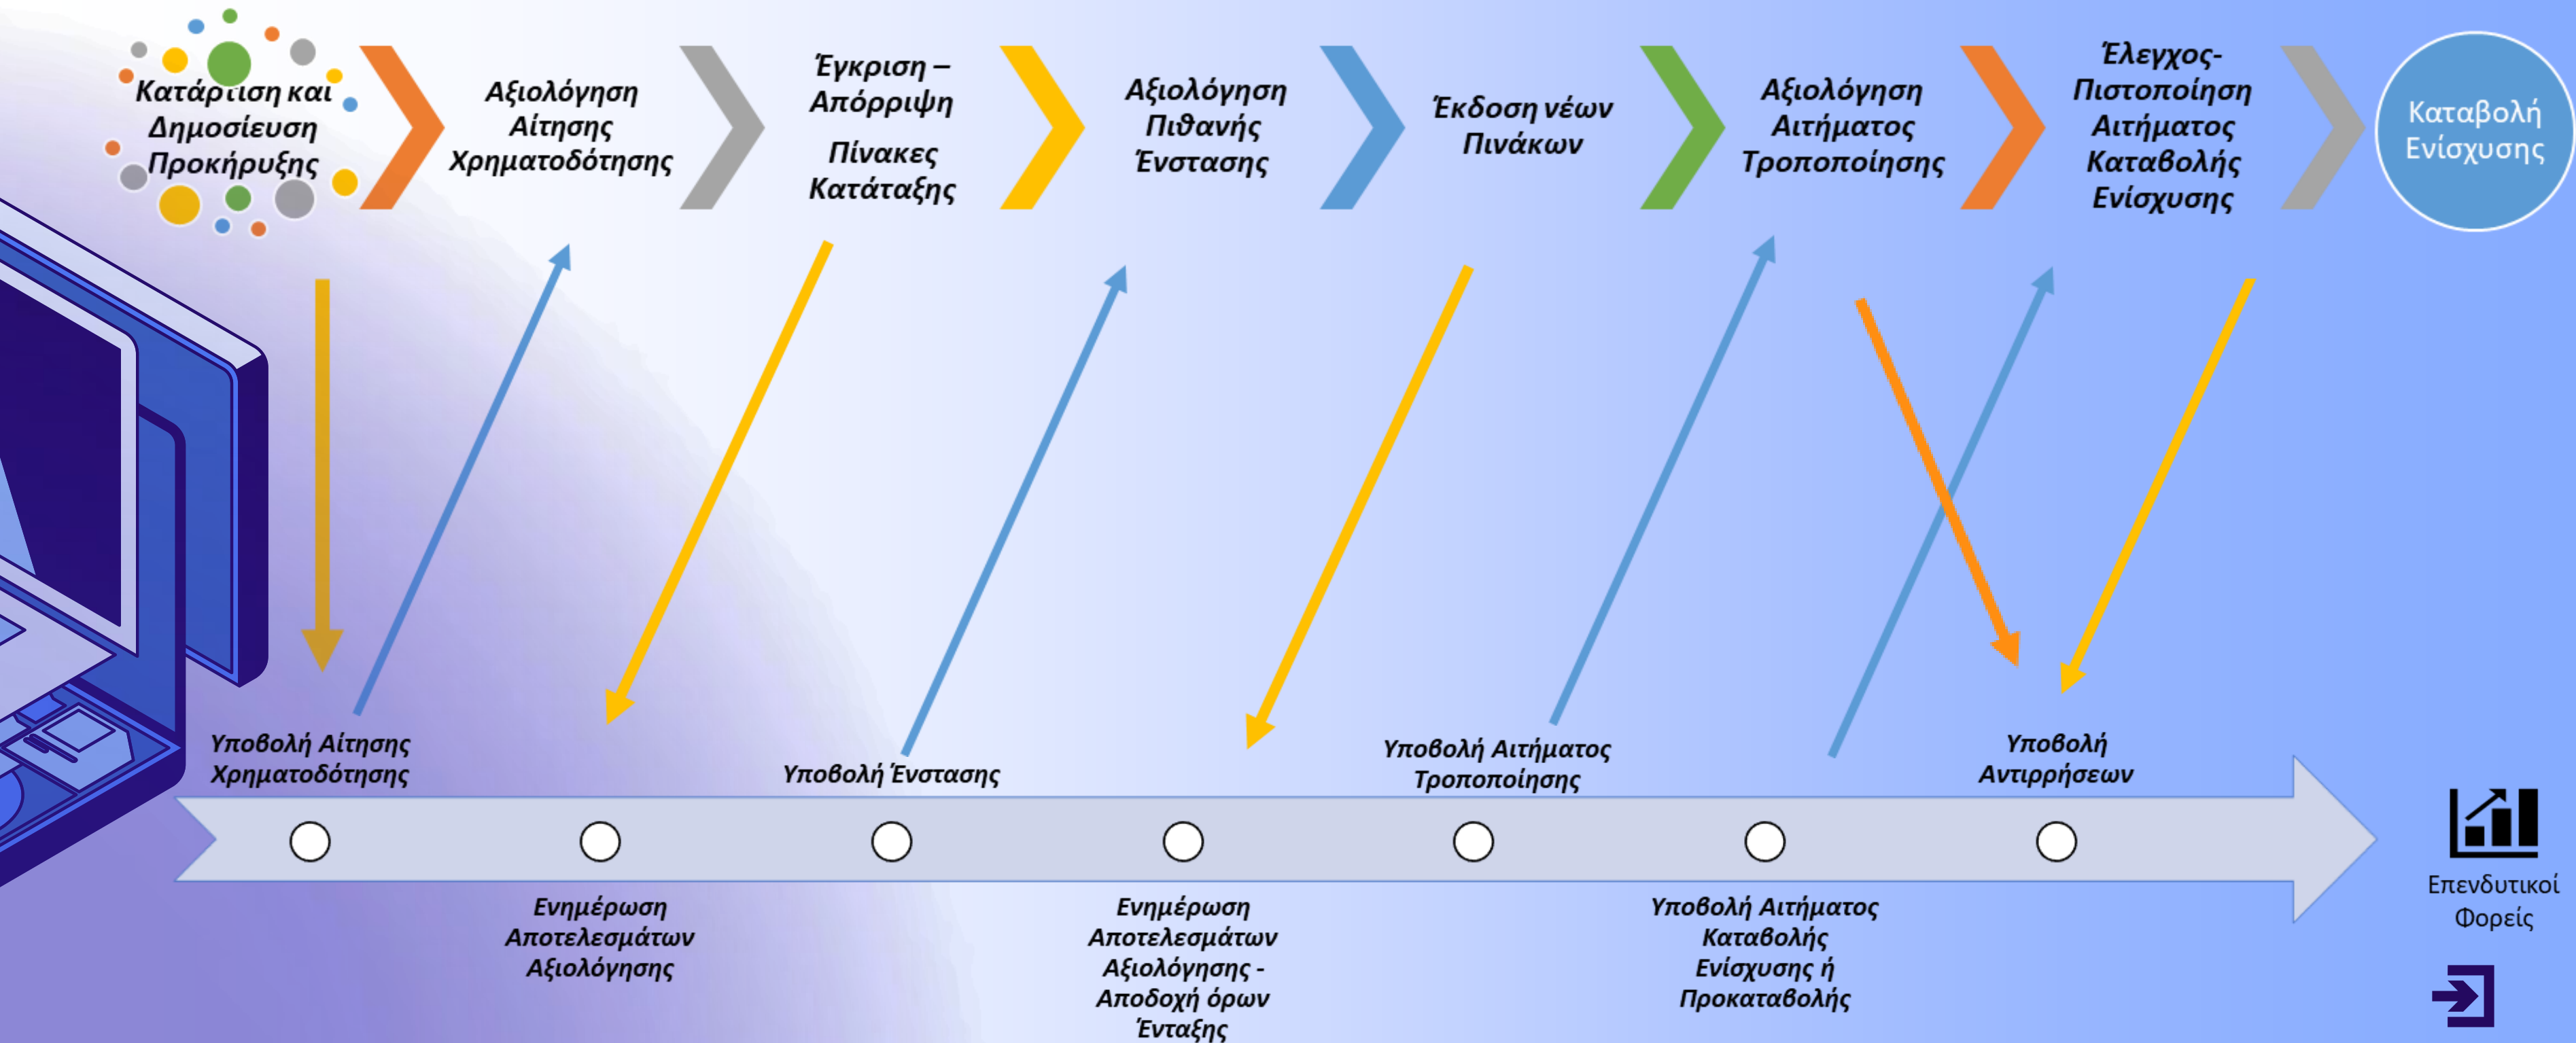 Κατάρτιση και
Δημοσίευση
Προκήρυξης
Αξιολόγηση
Αίτησης
Χρηματοδότησης
Έγκριση –
Απόρριψη
Πίνακες
Κατάταξης
Αξιολόγηση
Πιθανής
Ένστασης
Έκδοση νέων
Πινάκων
Αξιολόγηση
Αιτήματος
Τροποποίησης
Έλεγχος-
Πιστοποίηση
Αιτήματος
Καταβολής
Ενίσχυσης
Καταβολή
Ενίσχυσης
Υποβολή Αίτησης
Χρηματοδότησης
Ενημέρωση
Αποτελεσμάτων
Αξιολόγησης
Υποβολή Ένστασης
Ενημέρωση
Αποτελεσμάτων
Αξιολόγησης -
Αποδοχή όρων
Ένταξης
Υποβολή Αιτήματος
Τροποποίησης
Υποβολή Αιτήματος
Καταβολής
Ενίσχυσης ή
Προκαταβολής
Υποβολή
Αντιρρήσεων
Επενδυτικοί
Φορείς